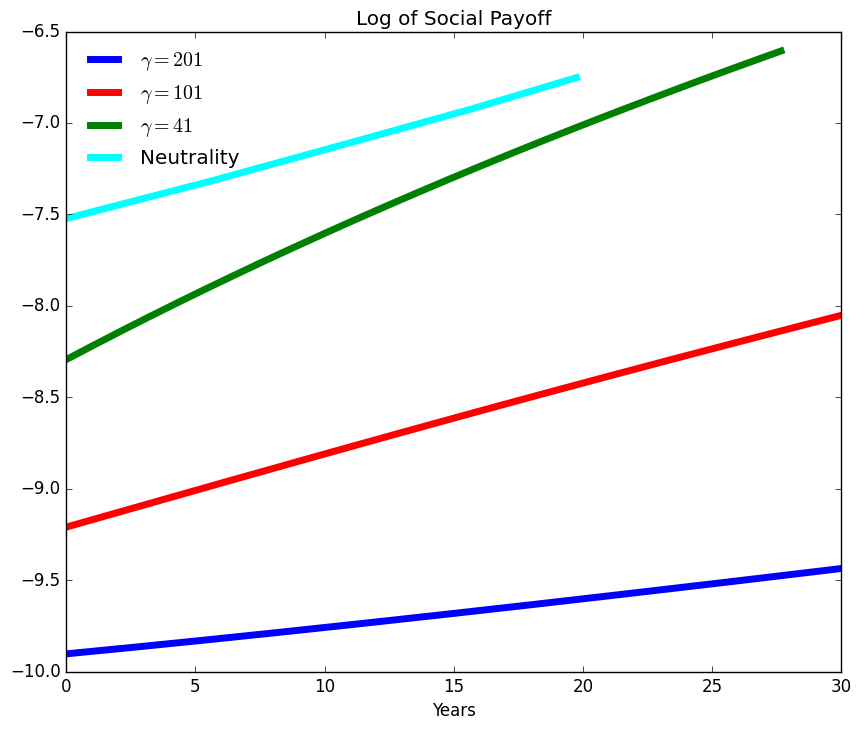 Log of Social Payoff
−6.5
−7.0
−7.5
−8.0
−8.5
−9.0
−9.5
−10.0
γ = 201
γ = 101
γ = 41
Neutrality
0 5 10 15 20 25 30
Years